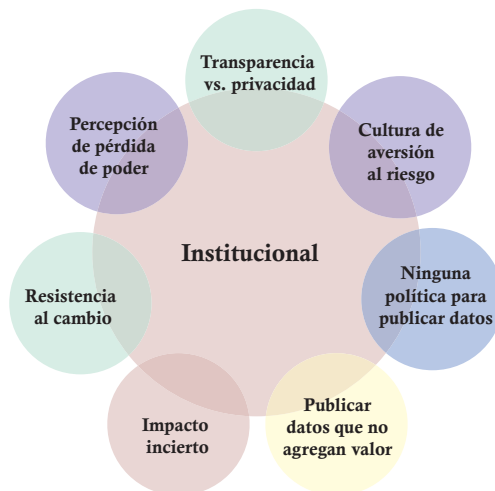 Transparencia
vs. privacidad
Percepción
de pérdida
de poder
Cultura de
aversión
al riesgo
Institucional
Ninguna
política para
publicar datos
Resistencia
al cambio
Publicar
datos que no
agregan valor
Impacto
incierto